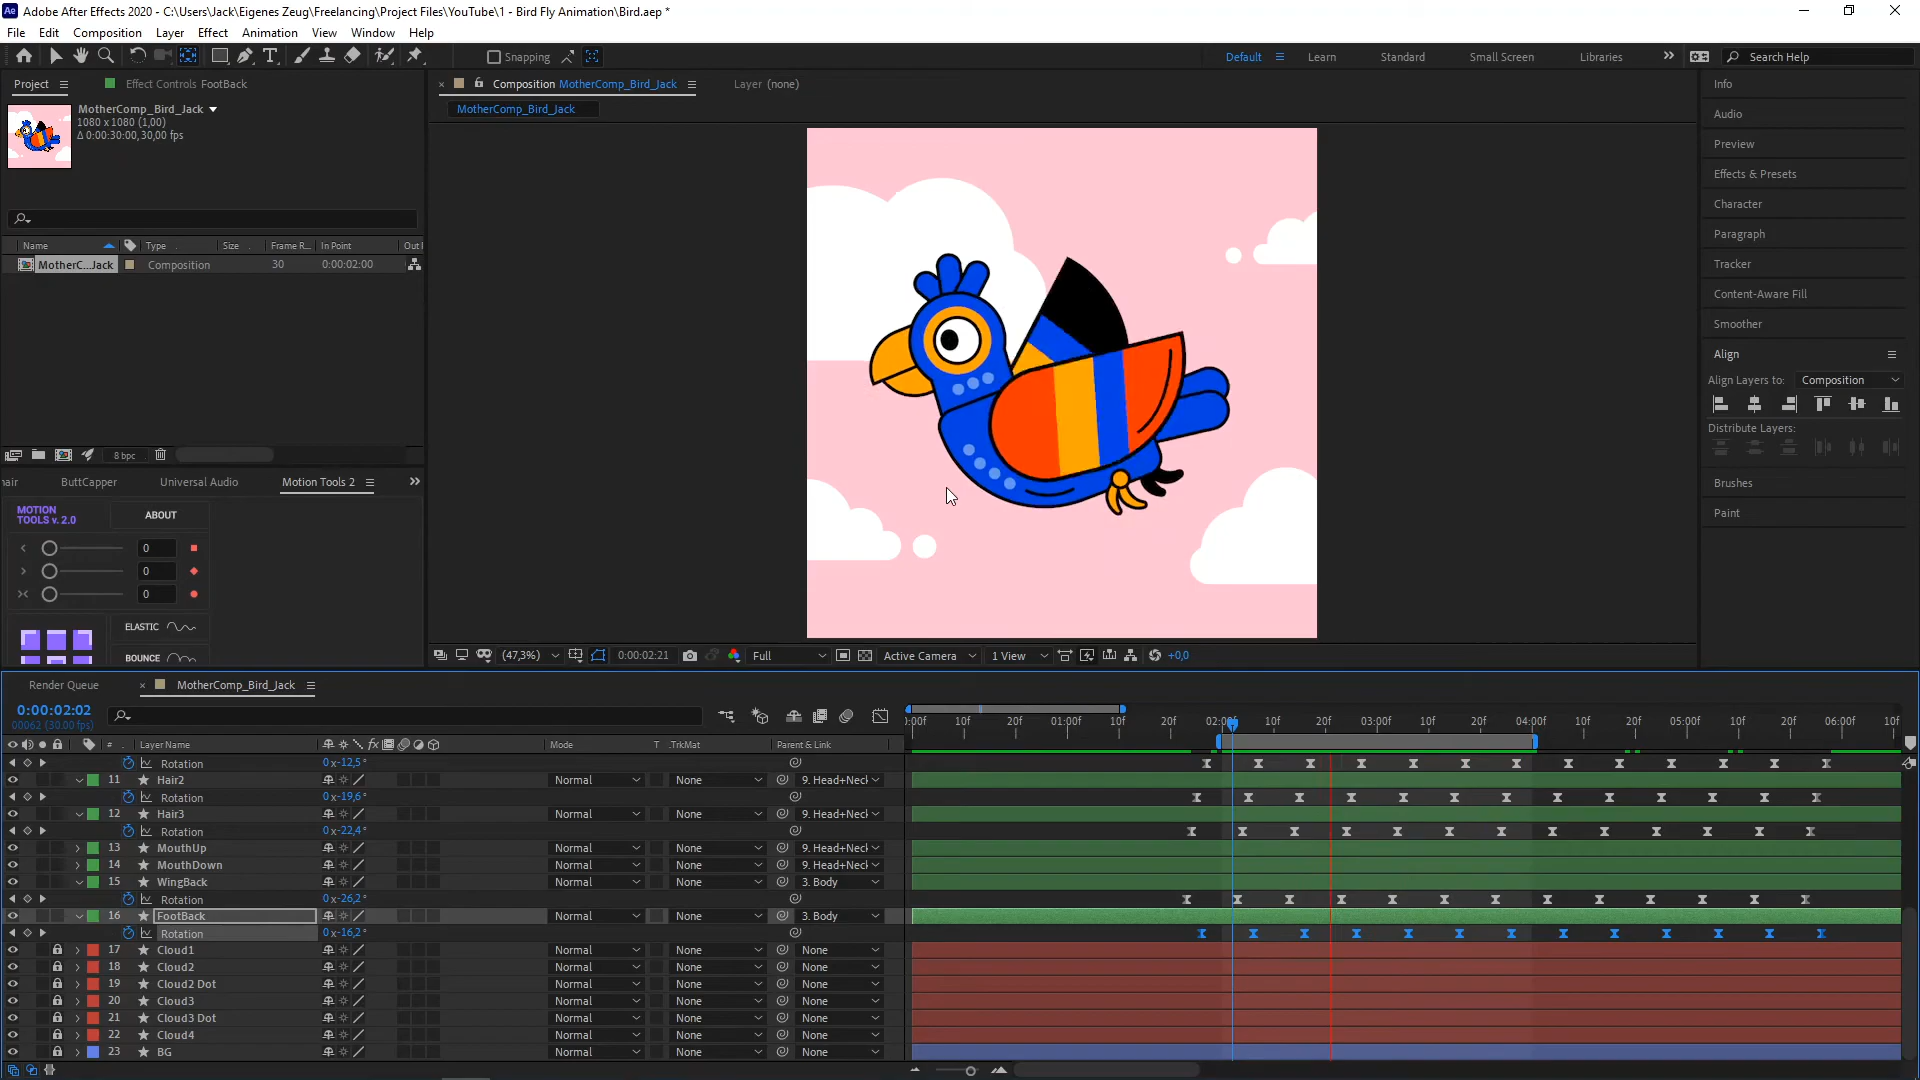 Adobe After Effects 2020 - C:\Users\Jack\Eigenes Zeug\Freelancing\Project Files\YouTube\1 - Bird Fly Animation\Bird.aep *
File Edit Composition Layer Effect Animation View Window Help
Snapping
Default Learn Standard Small Screen Libraries Search Help
Project Effect Controls FootBack
Composition MotherComp_Bird_Jack Layer (none)
MotherComp_Bird_Jack
MotherComp_Bird_Jack
1080 x 1080 (1,00)
Δ 0:00:30:00, 30,00 fps
Name Type Size Frame R... In Point Out
MotherC...Jack Composition 30 0:00:02:00
8 bpc
hair ButtCapper Universal Audio Motion Tools 2
MOTION TOOLS v. 2.0 ABOUT
0
0
0
ELASTIC
BOUNCE
(47,3%) 0:00:02:21 Full Active Camera 1 View +0,0
Info
Audio
Preview
Effects & Presets
Character
Paragraph
Tracker
Content-Aware Fill
Smoother
Align
Align Layers to: Composition
Distribute Layers:
Brushes
Paint
Render Queue MotherComp_Bird_Jack
0:00:02:02
00062 (30.00 fps)
:00f 10f 20f 01:00f 10f 20f 02:00f 10f 20f 03:00f 10f 20f 04:00f 10f 20f 05:00f 10f 20f 06:00f 10f
# Layer Name Mode T .TrkMat Parent & Link
Rotation 0x-12,5°
11 Hair2 Normal None 9. Head+Neck
Rotation 0x-19,6°
12 Hair3 Normal None 9. Head+Neck
Rotation 0x-22,4°
13 MouthUp Normal None 9. Head+Neck
14 MouthDown Normal None 9. Head+Neck
15 WingBack Normal None 3. Body
Rotation 0x-26,2°
16 FootBack Normal None 3. Body
Rotation 0x-16,2°
17 Cloud1 Normal None None
18 Cloud2 Normal None None
19 Cloud2 Dot Normal None None
20 Cloud3 Normal None None
21 Cloud3 Dot Normal None None
22 Cloud4 Normal None None
23 BG Normal None None